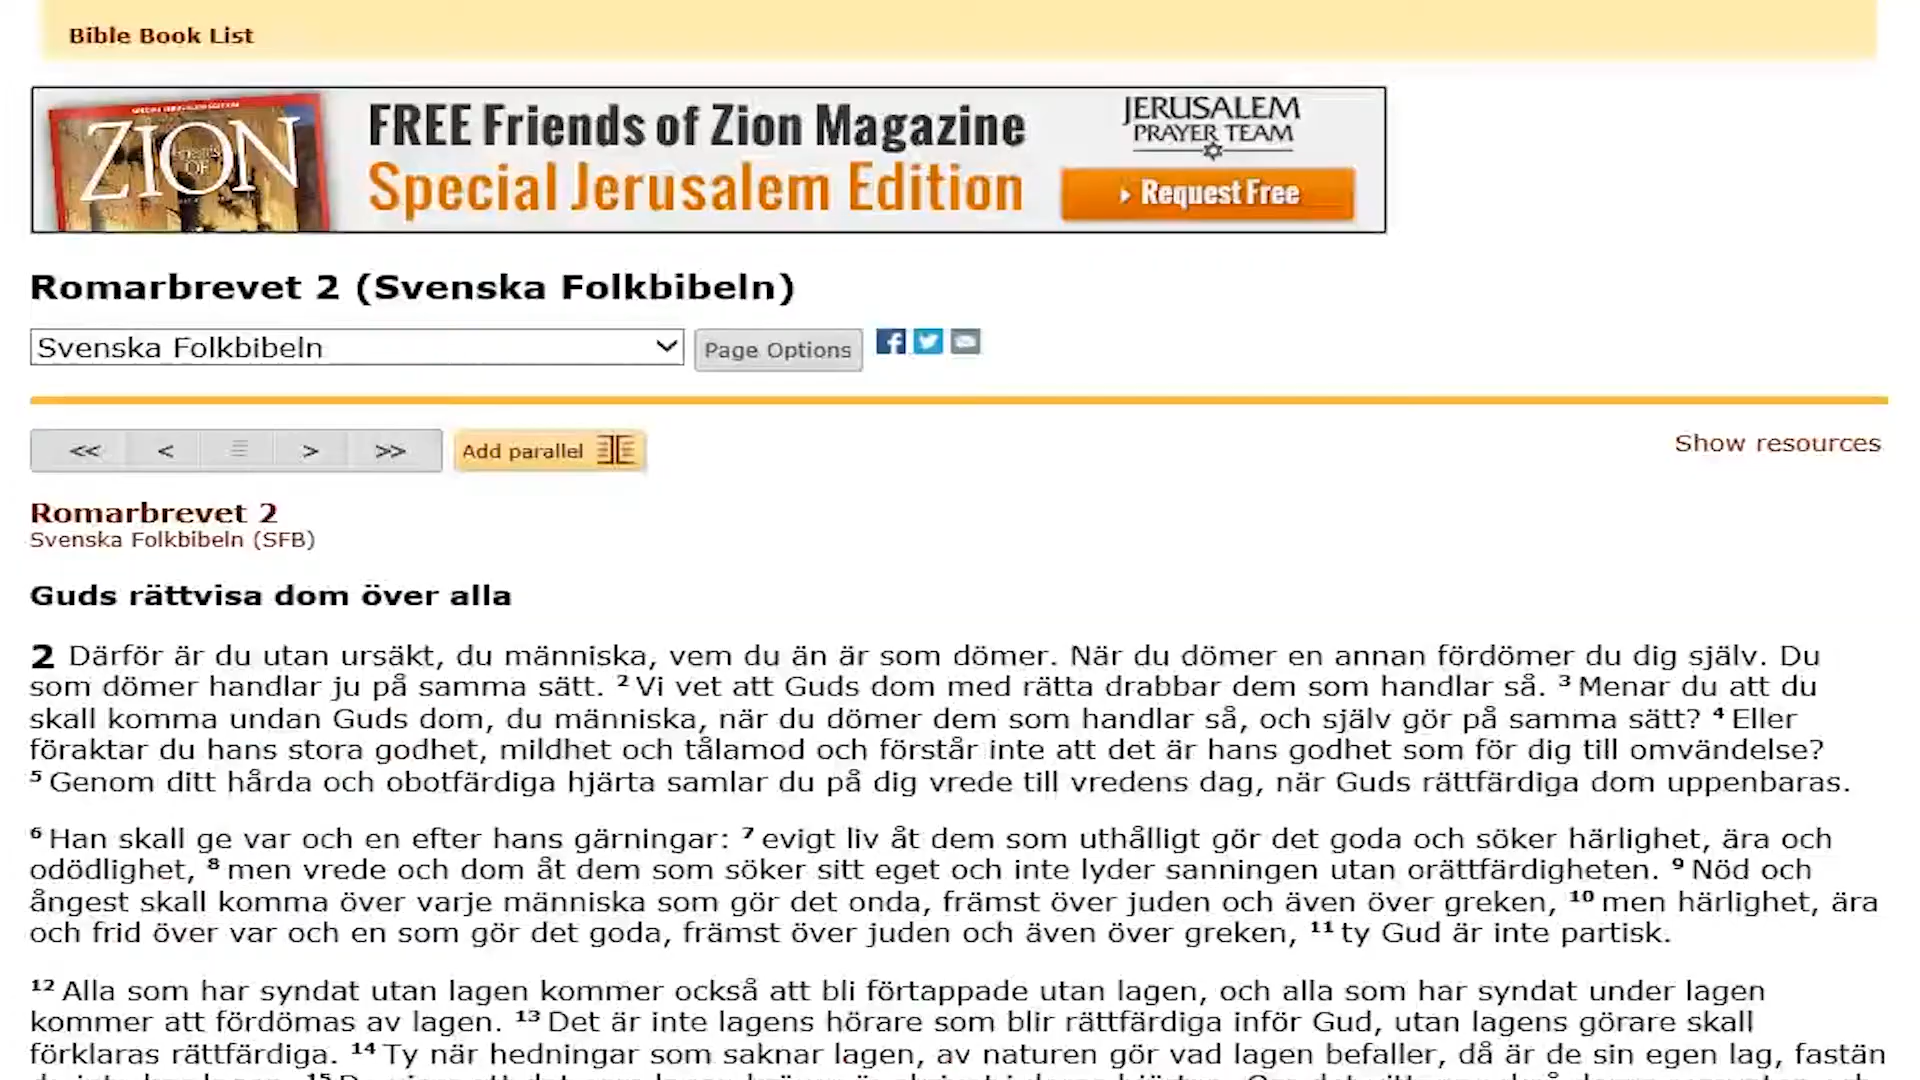 Bible Book List
ZION
FREE Friends of Zion Magazine
Special Jerusalem Edition
JERUSALEM
PRAYER TEAM
Request Free
Romarbrevet 2 (Svenska Folkbibeln)
Svenska Folkbibeln
Page Options
<< < > >>
Add parallel
Show resources
Romarbrevet 2
Svenska Folkbibeln (SFB)
Guds rättvisa dom över alla
2 Därför är du utan ursäkt, du människa, vem du än är som dömer. När du dömer en annan fördömer du dig själv. Du
som dömer handlar ju på samma sätt. 2 Vi vet att Guds dom med rätta drabbar dem som handlar så. 3 Menar du att du
skall komma undan Guds dom, du människa, när du dömer dem som handlar så, och själv gör på samma sätt? 4 Eller
föraktar du hans stora godhet, mildhet och tålamod och förstår inte att det är hans godhet som för dig till omvändelse?
5 Genom ditt hårda och obotfärdiga hjärta samlar du på dig vrede till vredens dag, när Guds rättfärdiga dom uppenbaras.
6 Han skall ge var och en efter hans gärningar: 7 evigt liv åt dem som uthålligt gör det goda och söker härlighet, ära och
odödlighet, 8 men vrede och dom åt dem som söker sitt eget och inte lyder sanningen utan orättfärdigheten. 9 Nöd och
ångest skall komma över varje människa som gör det onda, främst över juden och även över greken, 10 men härlighet, ära
och frid över var och en som gör det goda, främst över juden och även över greken, 11 ty Gud är inte partisk.
12 Alla som har syndat utan lagen kommer också att bli förtappade utan lagen, och alla som har syndat under lagen
kommer att fördömas av lagen. 13 Det är inte lagens hörare som blir rättfärdiga inför Gud, utan lagens görare skall
förklaras rättfärdiga. 14 Ty när hedningar som saknar lagen, av naturen gör vad lagen befaller, då är de sin egen lag, fastän